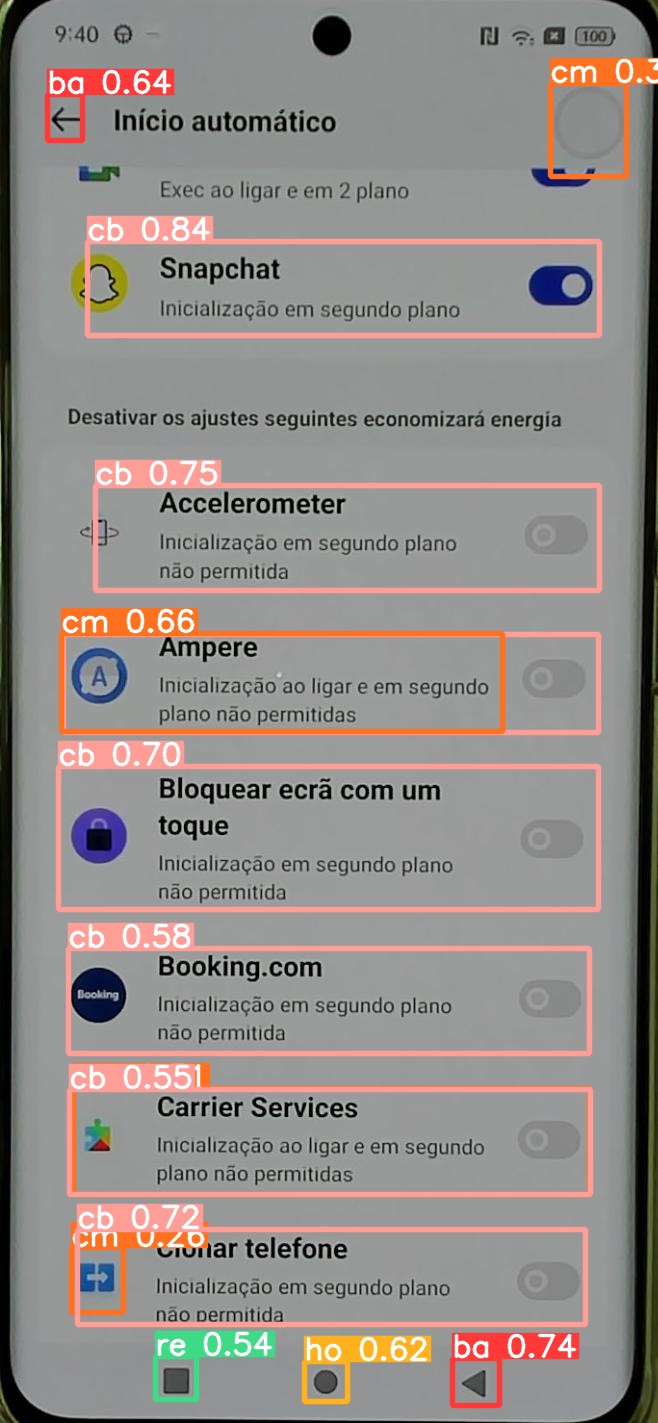 9:40
100
ba 0.64
cm 0.3
Início automático
Exec ao ligar e em 2 plano
cb 0.84
Snapchat
Inicialização em segundo plano
Desativar os ajustes seguintes economizará energia
cb 0.75
Accelerometer
Inicialização em segundo plano
não permitida
cm 0.66
Ampere
A
Inicialização ao ligar e em segundo
plano não permitidas
cb 0.70
Bloquear ecrã com um
toque
Inicialização em segundo plano
não permitida
cb 0.58
Booking.com
Booking
Inicialização em segundo plano
não permitida
cb 0.55
Carrier Services
Inicialização ao ligar e em segundo
plano não permitidas
cb 0.72
cm 0.26
telefone
Inicialização em segundo plano
não permitida
re 0.54
ho 0.62
ba 0.74